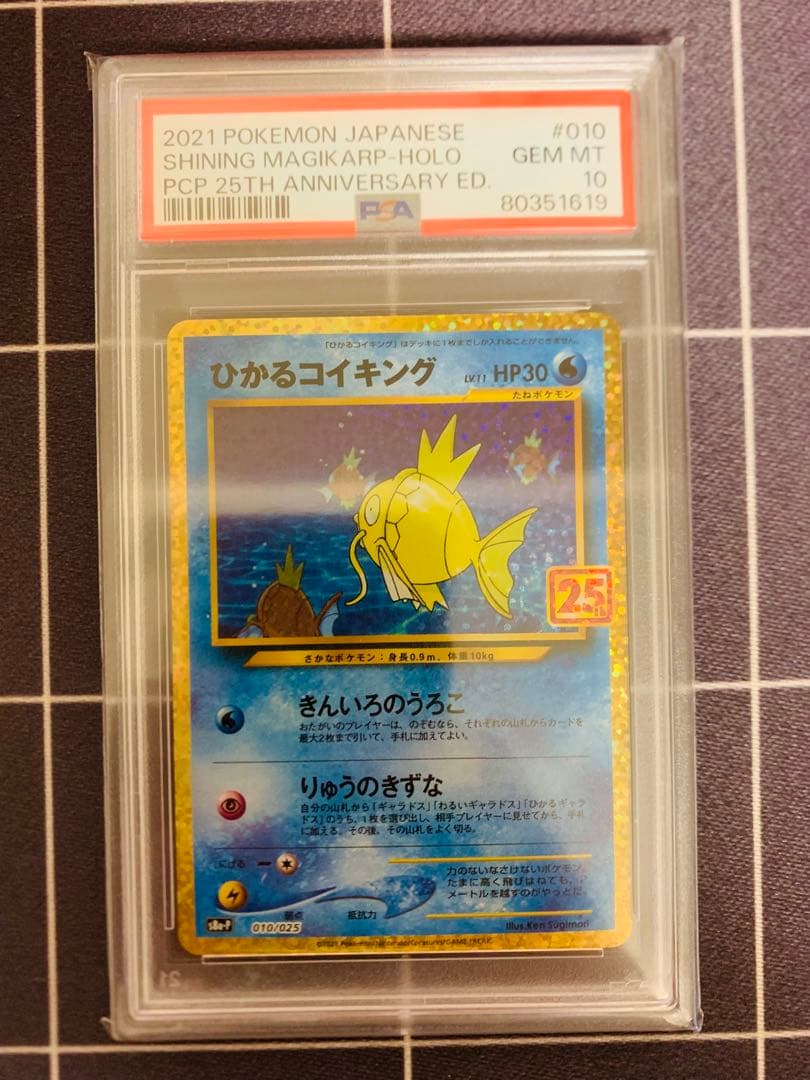 2021 POKEMON JAPANESE #010
SHINING MAGIKARP-HOLO GEM MT
PCP 25TH ANNIVERSARY ED. 10
80351619
PSA
「ひかるコイキング」はデッキに1枚までしか入れることができません。
ひかるコイキング LV.11 HP30
たねポケモン
25th
さかなポケモン：身長0.9m、体重10kg
きんいろのうろこ
おたがいのプレイヤーは、のぞむなら、それぞれの山札からカードを
最大2枚まで引いて、手札に加えてよい。
りゅうのきずな
自分の山札から「ギャラドス」「わるいギャラドス」「ひかるギャラ
ドス」のうち、1枚を選び出し、相手プレイヤーに見せてから、手札
に加える。その後、その山札をよく切る。
にげる
力のないなさけないポケモン。
たまに高く飛びはねても、
メートルを越すのがやっとだ。
弱点 抵抗力
s8a-P 010/025 Illus.Ken Sugimori
©2021 Pokémon/Nintendo/Creatures/GAME FREAK.